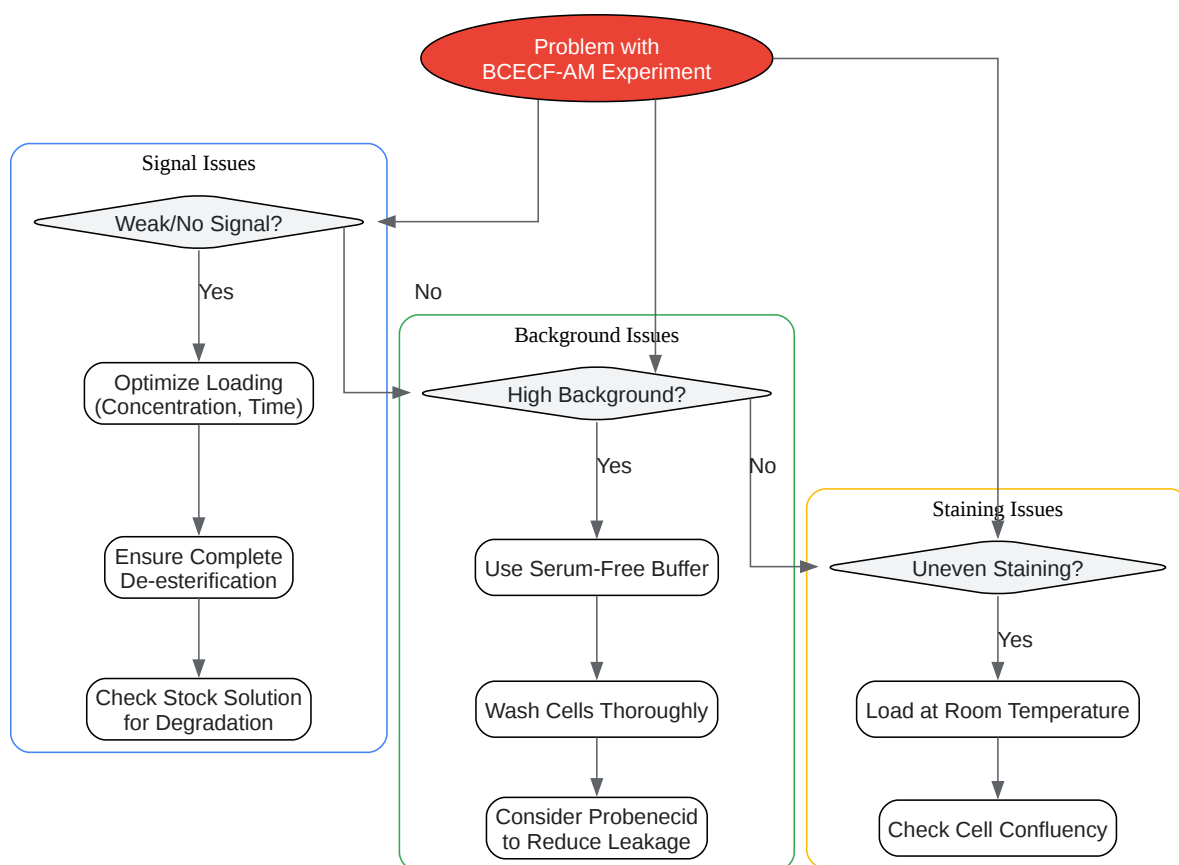 Problem with
BCECF-AM Experiment
Signal Issues
Weak/No Signal?
Yes
No
Optimize Loading
(Concentration, Time)
Ensure Complete
De-esterification
Check Stock Solution
for Degradation
Background Issues
High Background?
Yes
No
Use Serum-Free Buffer
Wash Cells Thoroughly
Consider Probenecid
to Reduce Leakage
Staining Issues
Uneven Staining?
Yes
Load at Room Temperature
Check Cell Confluency